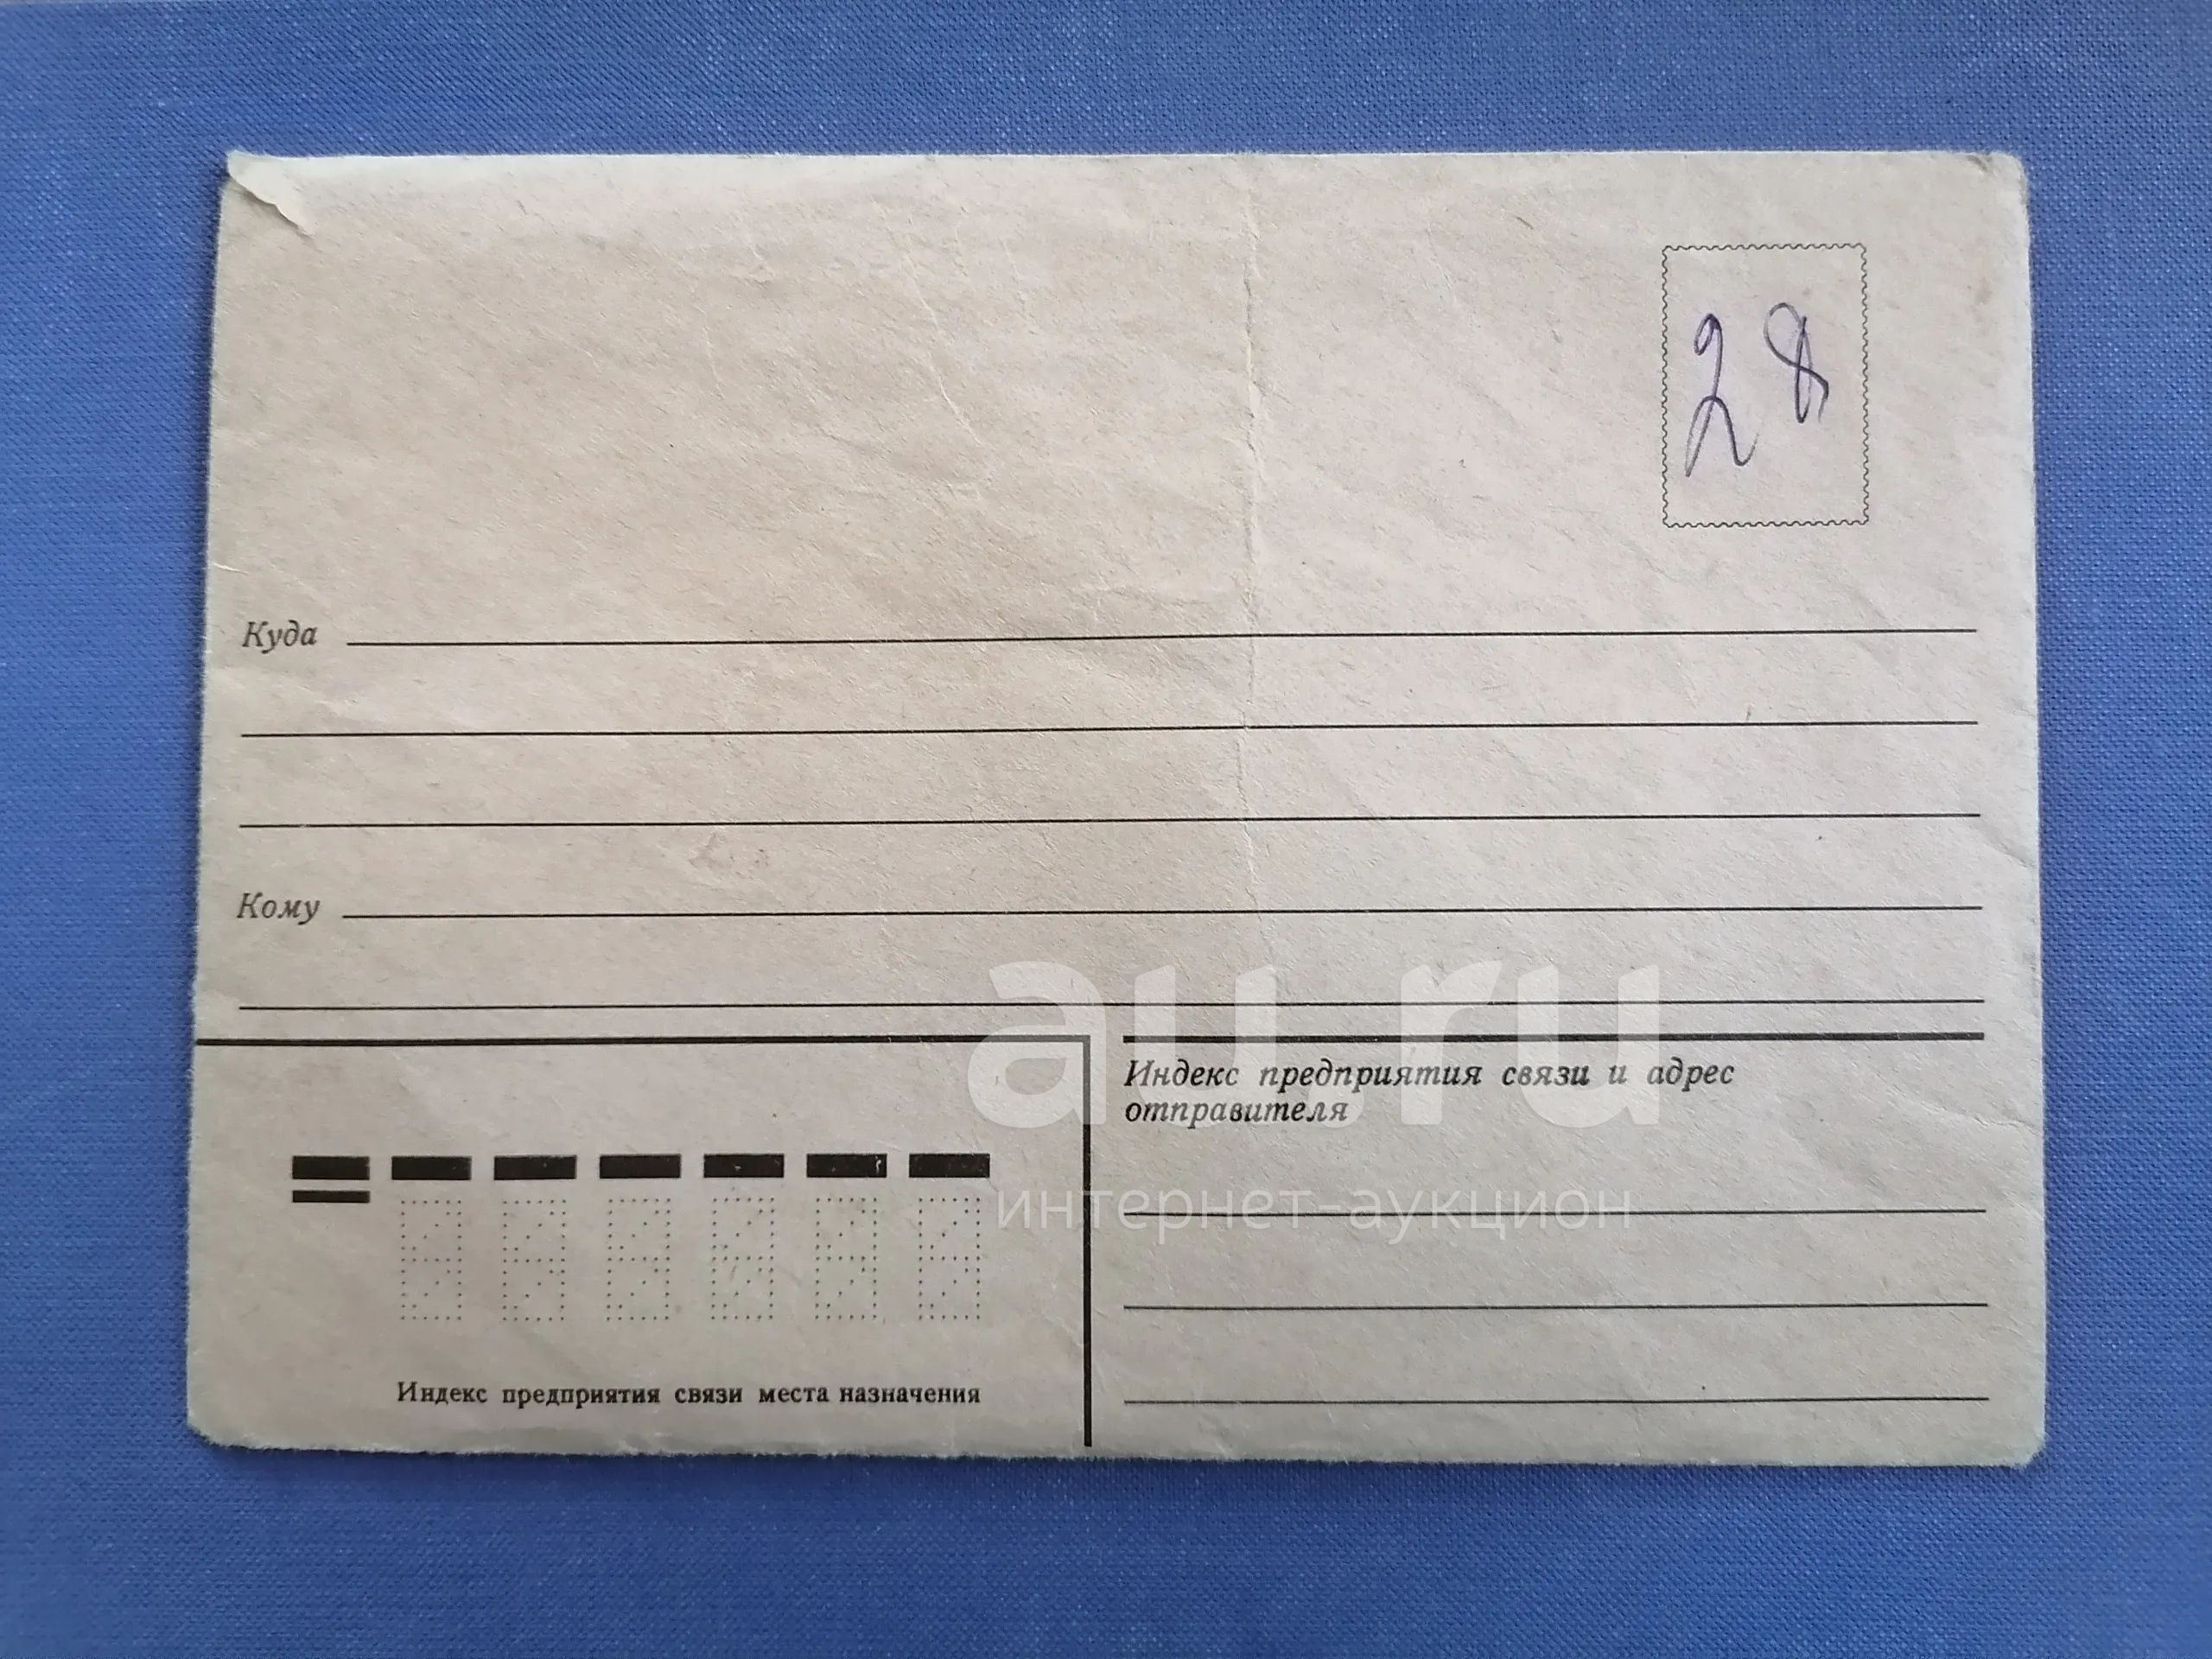 28
Куда
Кому
au.ru
Индекс предприятия связи и адрес
отправителя
интернет-аукцион
Индекс предприятия связи места назначения